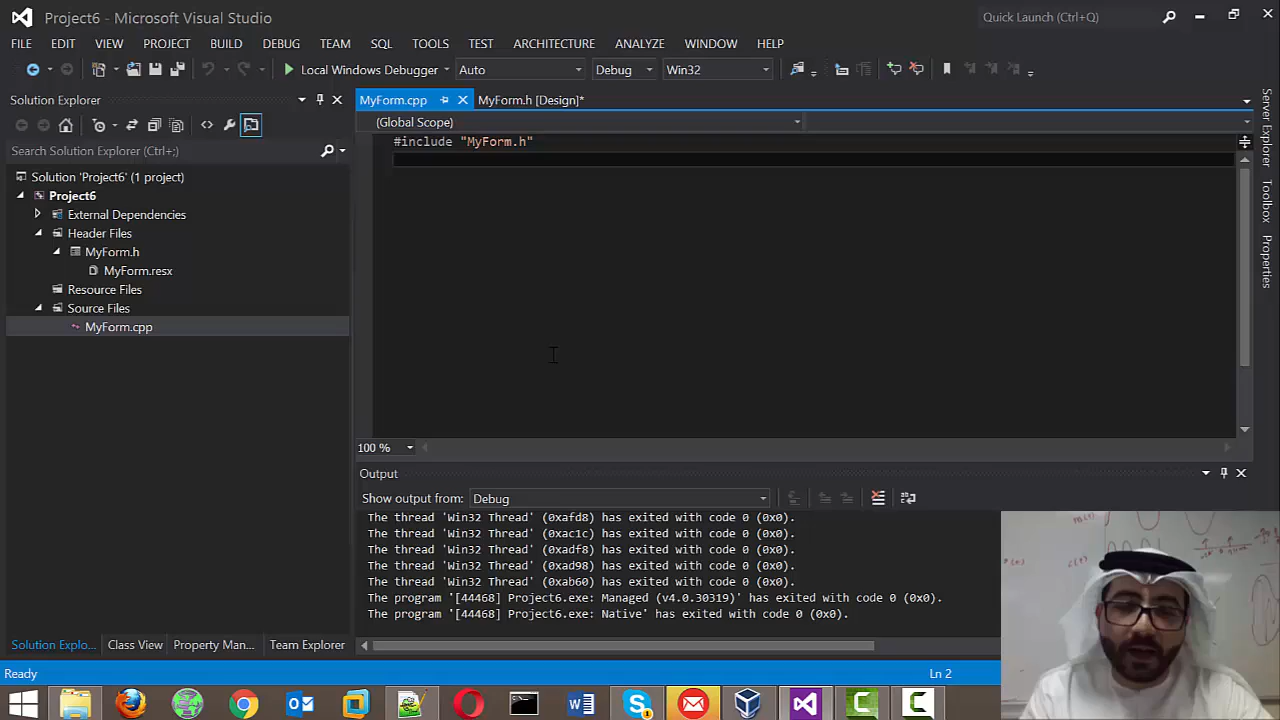 Project6 - Microsoft Visual Studio
Quick Launch (Ctrl+Q)
FILE EDIT VIEW PROJECT BUILD DEBUG TEAM SQL TOOLS TEST ARCHITECTURE ANALYZE WINDOW HELP
Local Windows Debugger Auto Debug Win32
Solution Explorer
MyForm.cpp MyForm.h [Design]*
(Global Scope)
Search Solution Explorer (Ctrl+;)
#include "MyForm.h"
Solution 'Project6' (1 project)
Project6
External Dependencies
Header Files
MyForm.h
MyForm.resx
Resource Files
Source Files
MyForm.cpp
Server Explorer
Toolbox
Properties
100 %
Output
Show output from: Debug
The thread 'Win32 Thread' (0xafd8) has exited with code 0 (0x0).
The thread 'Win32 Thread' (0xac1c) has exited with code 0 (0x0).
The thread 'Win32 Thread' (0xadf8) has exited with code 0 (0x0).
The thread 'Win32 Thread' (0xad98) has exited with code 0 (0x0).
The thread 'Win32 Thread' (0xab60) has exited with code 0 (0x0).
The program '[44468] Project6.exe: Managed (v4.0.30319)' has exited with code 0 (0x0).
The program '[44468] Project6.exe: Native' has exited with code 0 (0x0).
Solution Explo... Class View Property Man... Team Explorer
Ready
Ln 2